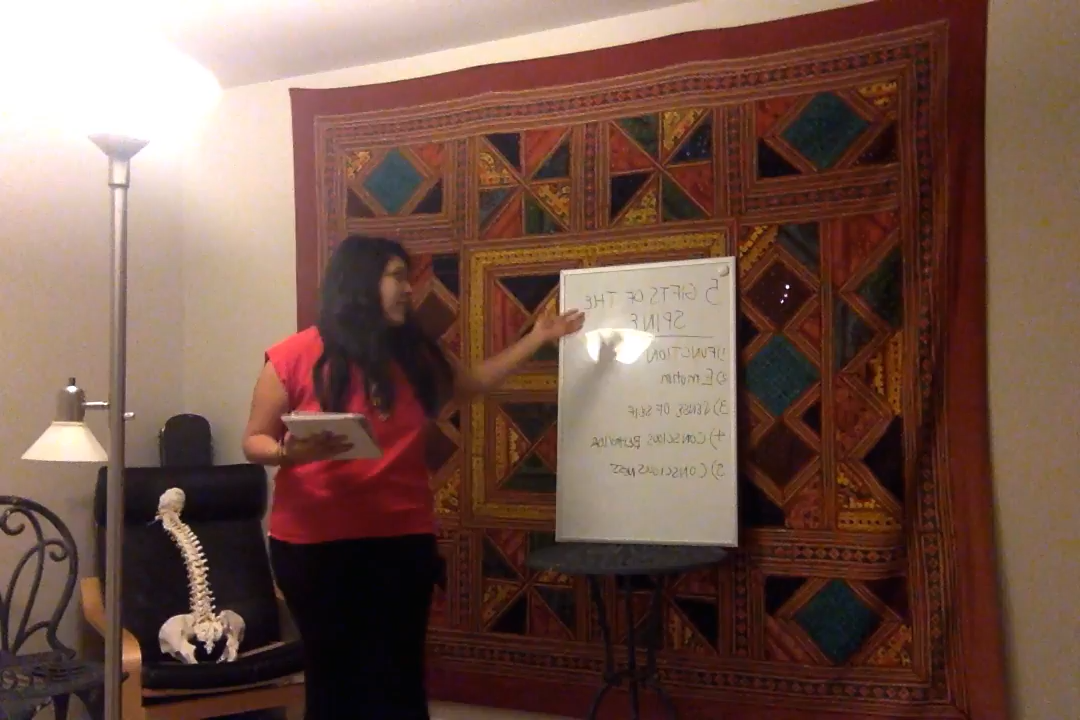 5 GIFTS OF THE
SPINE
1) FUNCTION
2) Emotion
3) SENSE OF SELF
4) CONSCIOUS
5) CONSCIOUSNESS